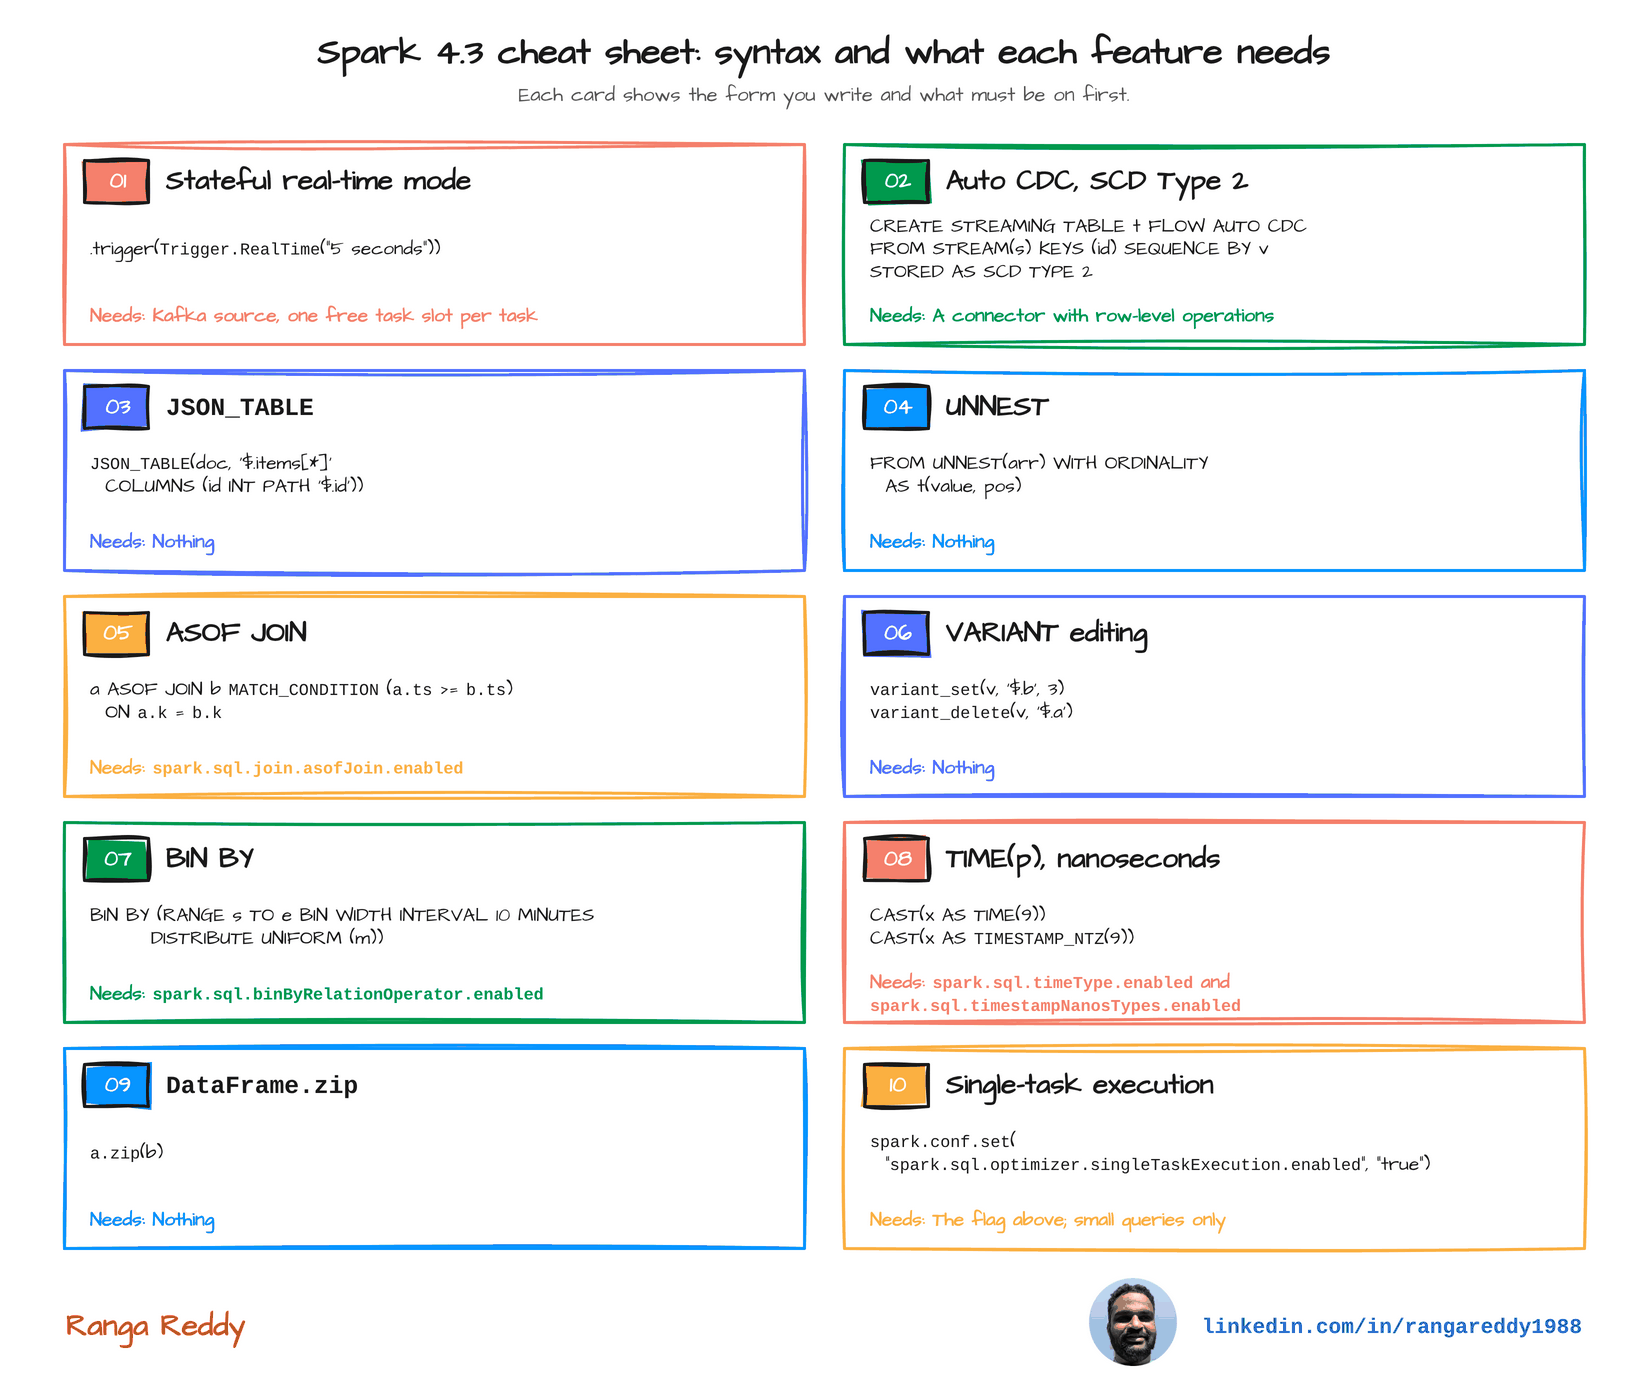 Spark 4.3 cheat sheet: syntax and what each feature needs
Each card shows the form you write and what must be on first.
01 Stateful real-time mode
.trigger(Trigger.RealTime("5 seconds"))
Needs: Kafka source, one free task slot per task
02 Auto CDC, SCD Type 2
CREATE STREAMING TABLE t FLOW AUTO CDC
FROM STREAM(s) KEYS (id) SEQUENCE BY v
STORED AS SCD TYPE 2
Needs: A connector with row-level operations
03 JSON_TABLE
JSON_TABLE(doc, '$.items[*]'
COLUMNS (id INT PATH '$.id'))
Needs: Nothing
04 UNNEST
FROM UNNEST(arr) WITH ORDINALITY
AS t(value, pos)
Needs: Nothing
05 ASOF JOIN
a ASOF JOIN b MATCH_CONDITION (a.ts >= b.ts)
ON a.k = b.k
Needs: spark.sql.join.asofJoin.enabled
06 VARIANT editing
variant_set(v, '$.b', 3)
variant_delete(v, '$.a')
Needs: Nothing
07 BIN BY
BIN BY (RANGE s TO e BIN WIDTH INTERVAL 10 MINUTES
DISTRIBUTE UNIFORM (m))
Needs: spark.sql.binByRelationOperator.enabled
08 TIME(p), nanoseconds
CAST(x AS TIME(9))
CAST(x AS TIMESTAMP_NTZ(9))
Needs: spark.sql.timeType.enabled and
spark.sql.timestampNanosTypes.enabled
09 DataFrame.zip
a.zip(b)
Needs: Nothing
10 Single-task execution
spark.conf.set(
"spark.sql.optimizer.singleTaskExecution.enabled", "true")
Needs: The flag above; small queries only
Ranga Reddy
linkedin.com/in/rangareddy1988